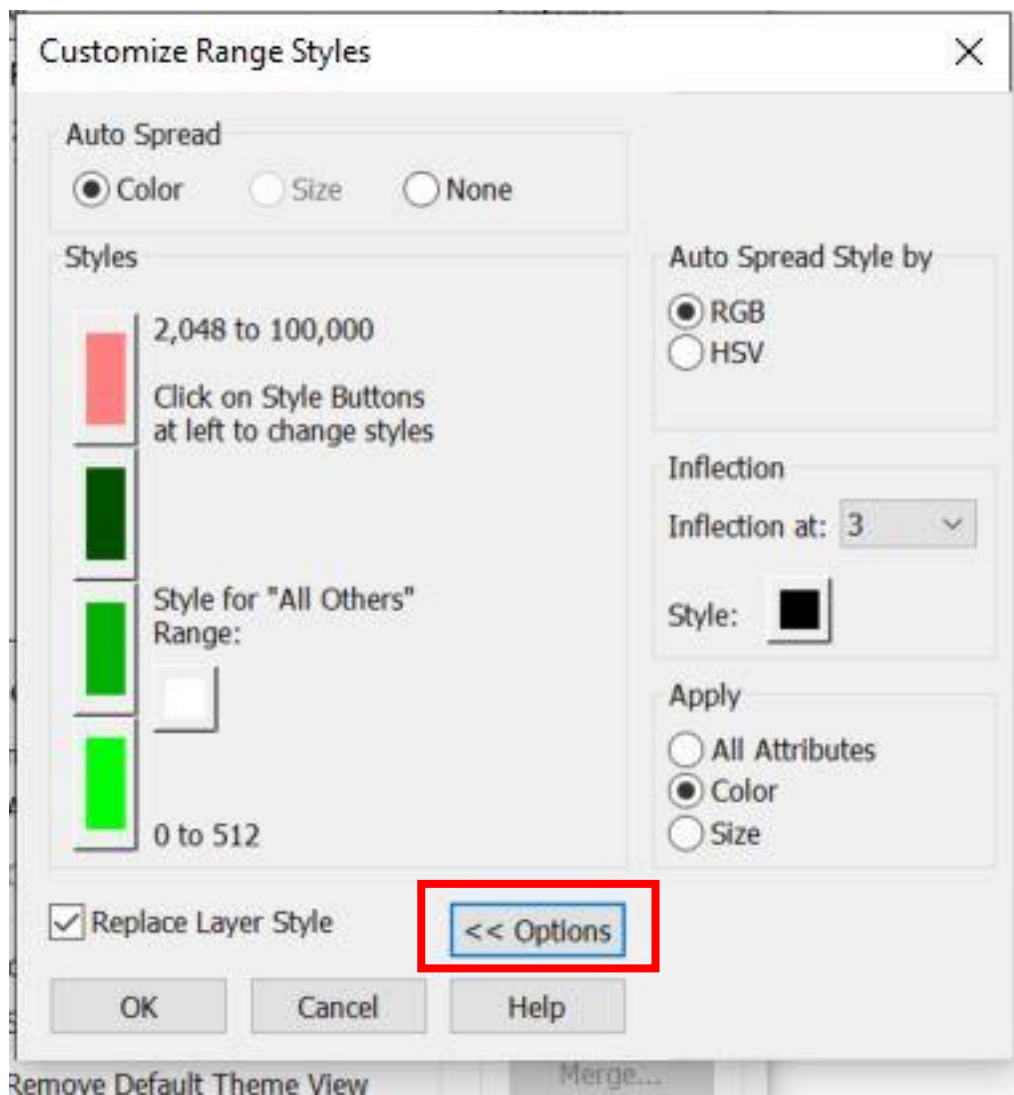 Customize Range Styles
Auto Spread
Color
Size
None
Styles
2,048 to 100,000
Click on Style Buttons
at left to change styles
Style for "All Others"
Range:
0 to 512
Auto Spread Style by
RGB
HSV
Inflection
Inflection at: 3
Style:
Apply
All Attributes
Color
Size
Replace Layer Style
<< Options
OK
Cancel
Help
Remove Default Theme View
Merge...